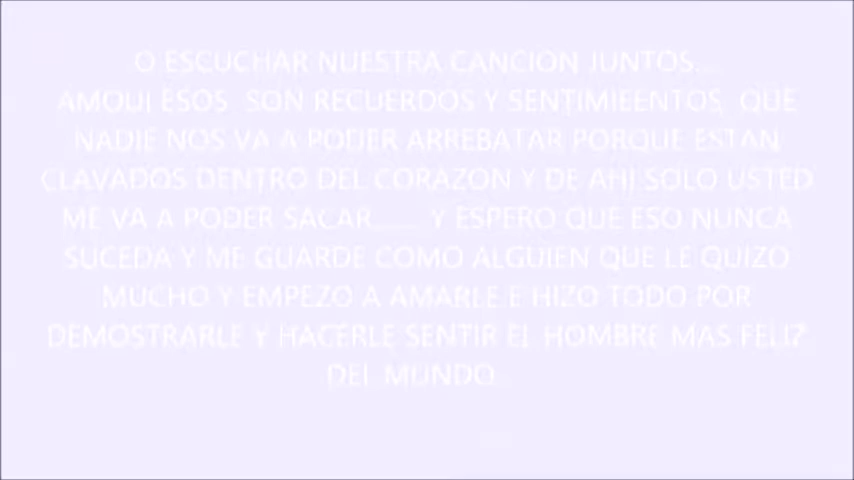 O ESCUCHAR NUESTRA CANCION JUNTOS...
AMOUI ESOS SON RECUERDOS Y SENTIMIEENTOS QUE
NADIE NOS VA A PODER ARREBATAR PORQUE ESTAN
CLAVADOS DENTRO DEL CORAZON Y DE AHI SOLO USTED
ME VA A PODER SACAR...... Y ESPERO QUE ESO NUNCA
SUCEDA Y ME GUARDE COMO ALGUIEN QUE LE QUIZO
MUCHO Y EMPEZO A AMARLE E HIZO TODO POR
DEMOSTRARLE Y HACERLE SENTIR EL HOMBRE MAS FELIZ
DEL MUNDO